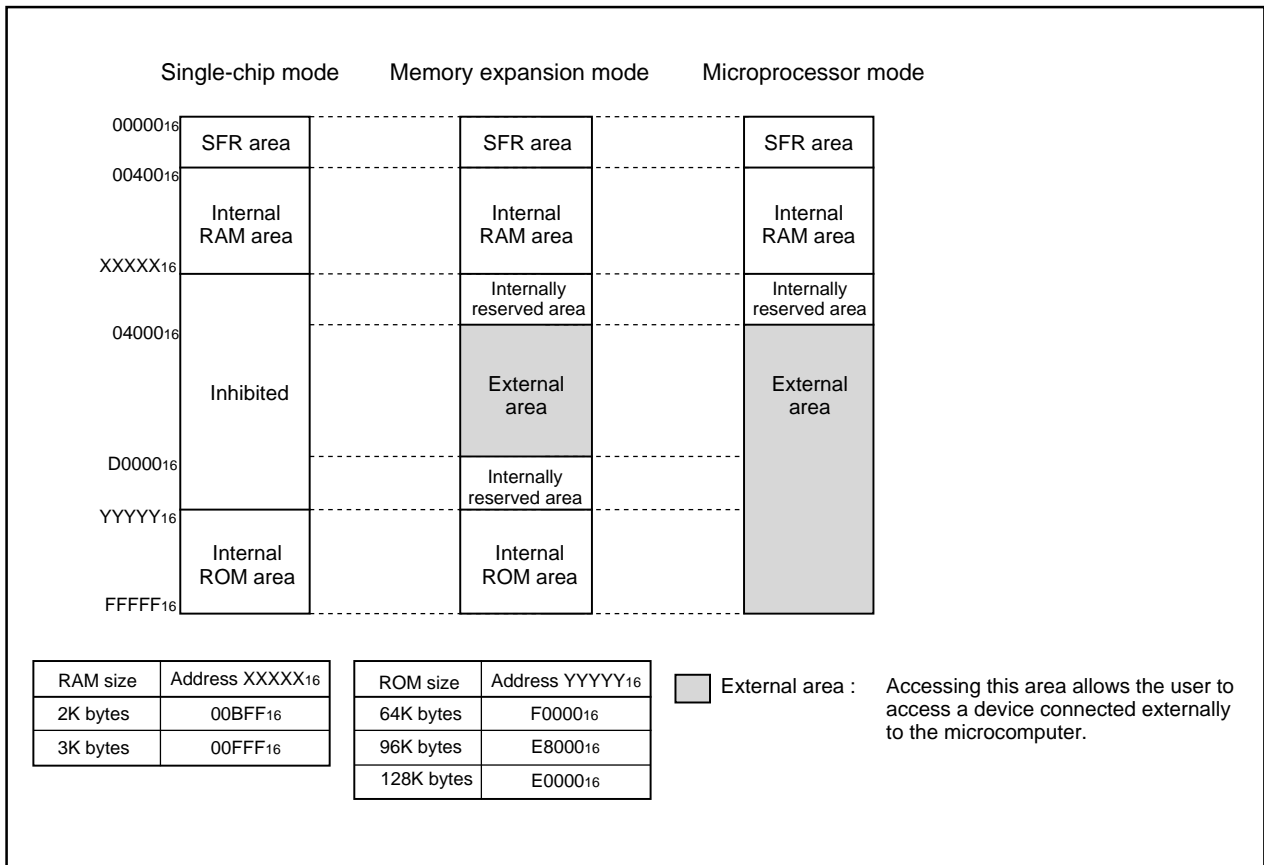 Single-chip mode Memory expansion mode Microprocessor mode
00000₁₆ SFR area SFR area SFR area
00400₁₆
Internal
RAM area
Internal
RAM area
Internal
RAM area
XXXXX₁₆
Internally
reserved area
Internally
reserved area
04000₁₆
Inhibited
External
area
External
area
D0000₁₆
Internally
reserved area
YYYYY₁₆
Internal
ROM area
Internal
ROM area
FFFFF₁₆
RAM size Address XXXXX₁₆
2K bytes 00BFF₁₆
3K bytes 00FFF₁₆
ROM size Address YYYYY₁₆
64K bytes F0000₁₆
96K bytes E8000₁₆
128K bytes E0000₁₆
External area : Accessing this area allows the user to
access a device connected externally
to the microcomputer.